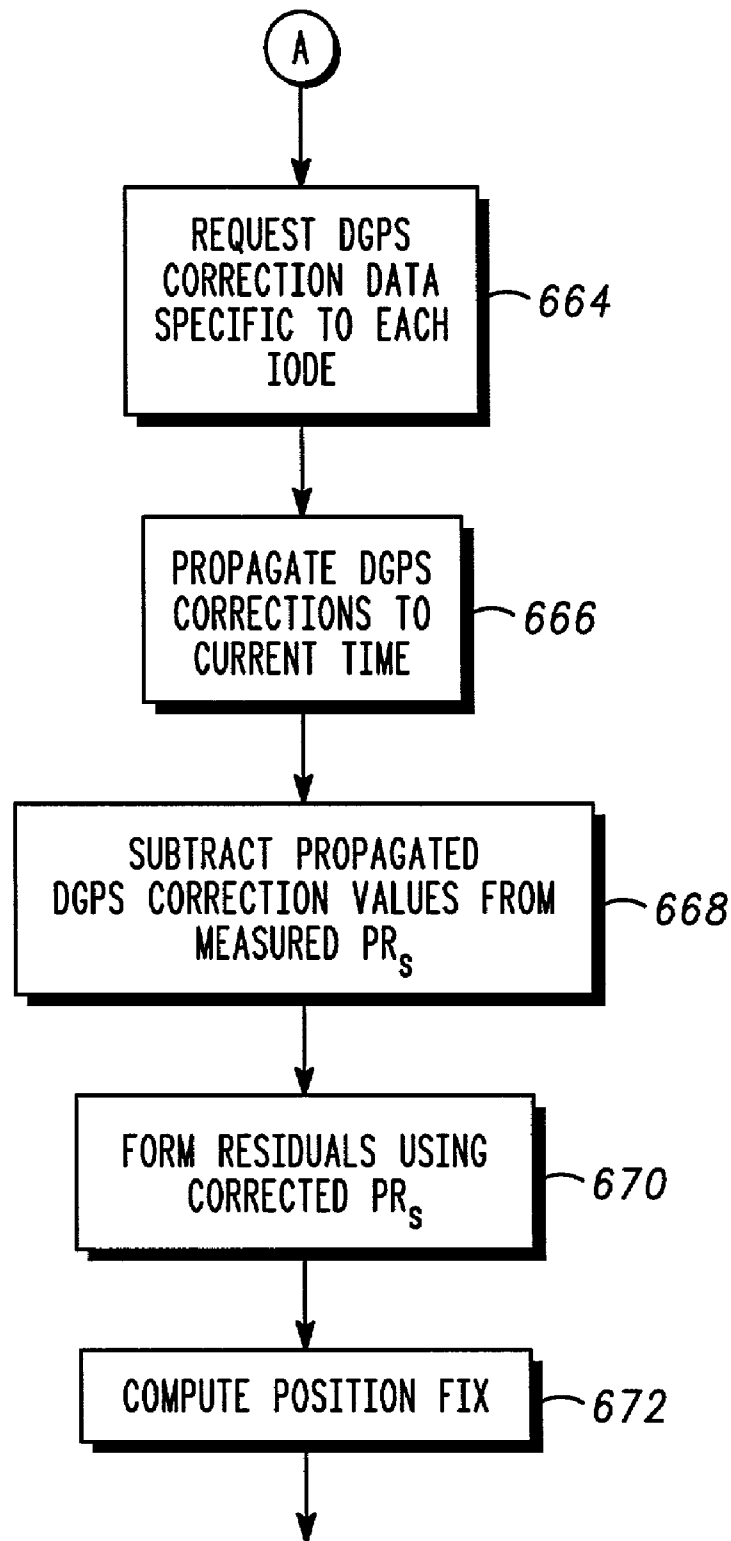 A
REQUEST DGPS
CORRECTION DATA
SPECIFIC TO EACH
IODE
664
PROPAGATE DGPS
CORRECTIONS TO
CURRENT TIME
666
SUBTRACT PROPAGATED
DGPS CORRECTION VALUES FROM
MEASURED PRs
668
FORM RESIDUALS USING
CORRECTED PRs
670
COMPUTE POSITION FIX
672